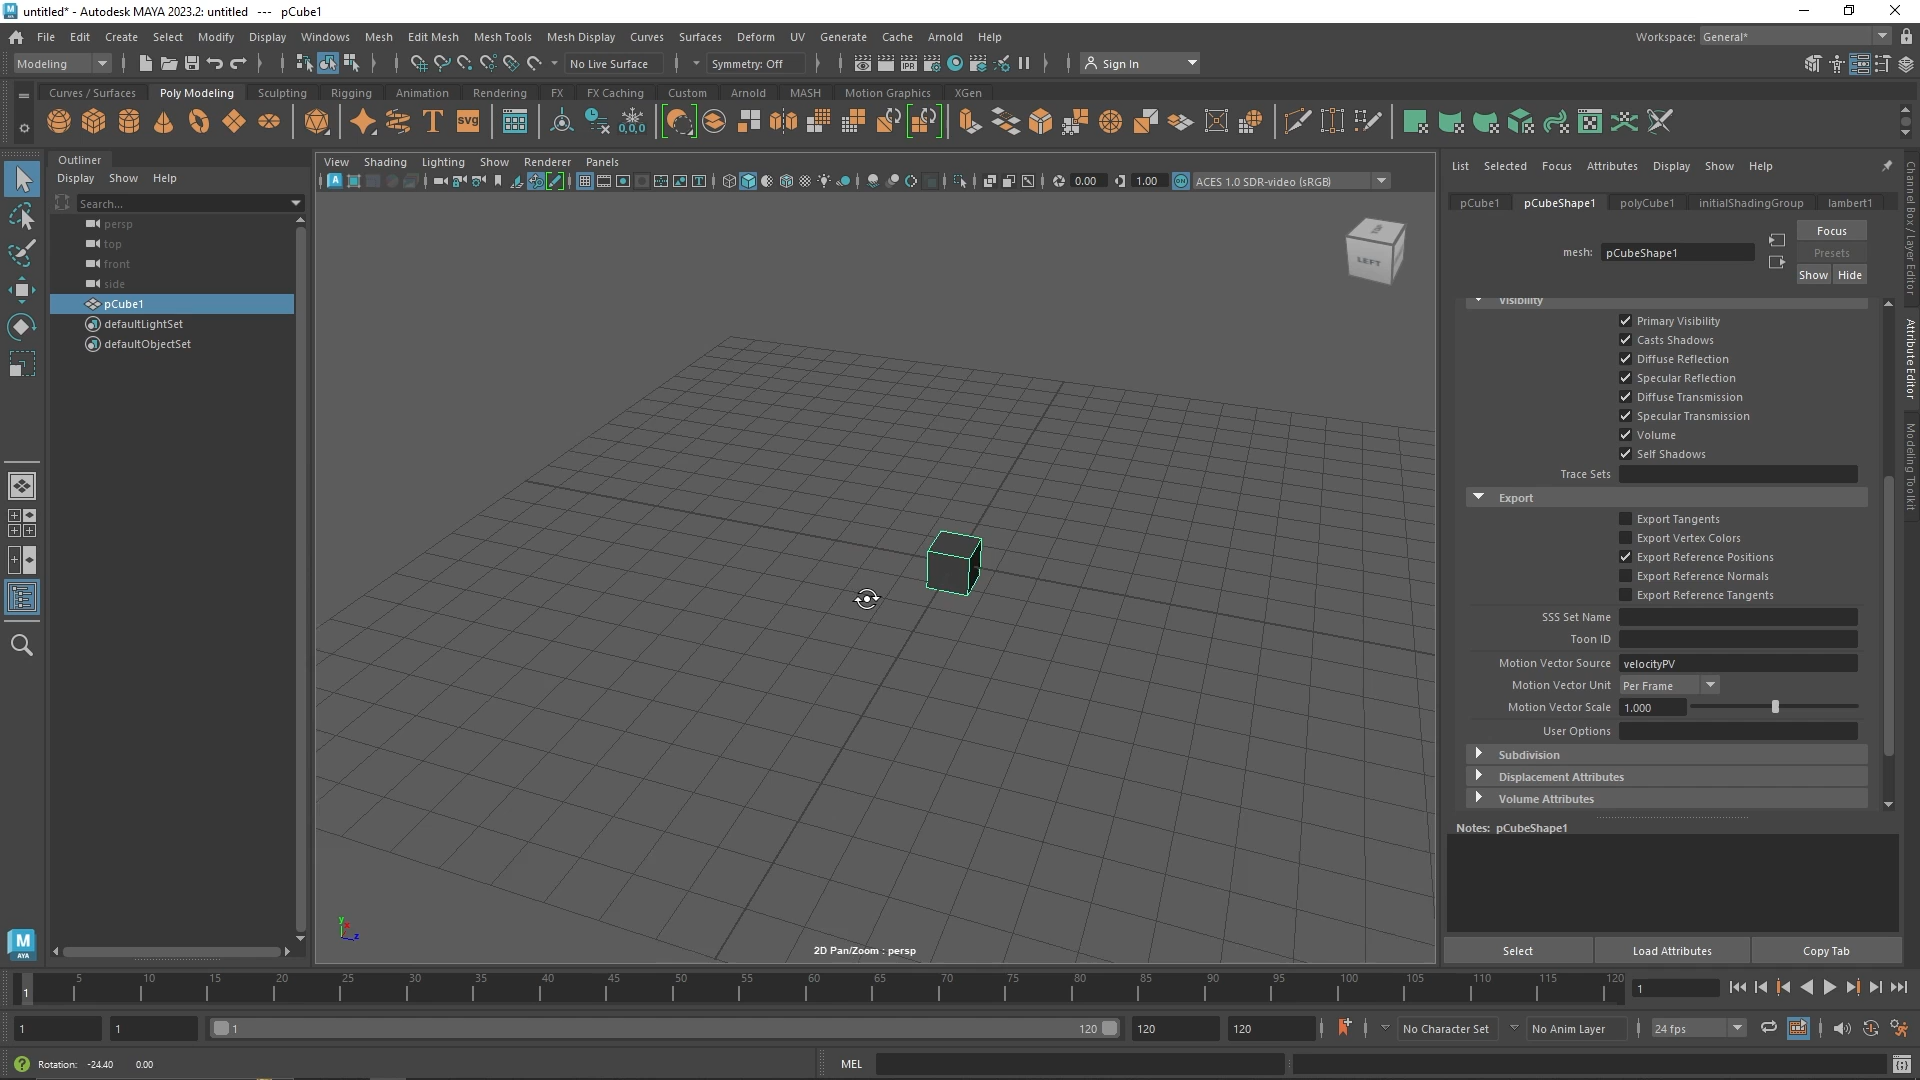 untitled* - Autodesk MAYA 2023.2: untitled   ---   pCube1
File Edit Create Select Modify Display Windows Mesh Edit Mesh Mesh Tools Mesh Display Curves Surfaces Deform UV Generate Cache Arnold Help
Workspace: General*
Modeling No Live Surface Symmetry: Off Sign In
Curves / Surfaces Poly Modeling Sculpting Rigging Animation Rendering FX FX Caching Custom Arnold MASH Motion Graphics XGen
T svg 0,0,0
Outliner
Display Show Help
Search...
persp
top
front
side
pCube1
defaultLightSet
defaultObjectSet
View Shading Lighting Show Renderer Panels
0.00 1.00 ACES 1.0 SDR-video (sRGB)
LEFT
y
z
2D Pan/Zoom : persp
List Selected Focus Attributes Display Show Help
pCube1 pCubeShape1 polyCube1 initialShadingGroup lambert1
Focus
mesh: pCubeShape1
Presets
Show Hide
Visibility
Primary Visibility
Casts Shadows
Diffuse Reflection
Specular Reflection
Diffuse Transmission
Specular Transmission
Volume
Self Shadows
Trace Sets
Export
Export Tangents
Export Vertex Colors
Export Reference Positions
Export Reference Normals
Export Reference Tangents
SSS Set Name
Toon ID
Motion Vector Source velocityPV
Motion Vector Unit Per Frame
Motion Vector Scale 1.000
User Options
Subdivision
Displacement Attributes
Volume Attributes
Notes: pCubeShape1
Select Load Attributes Copy Tab
Channel Box / Layer Editor
Attribute Editor
Modeling Toolkit
M
AYA
5 10 15 20 25 30 35 40 45 50 55 60 65 70 75 80 85 90 95 100 105 110 115 120
1 1
1 1 1 120 120 120 No Character Set No Anim Layer 24 fps
Rotation: -24.40 0.00 MEL